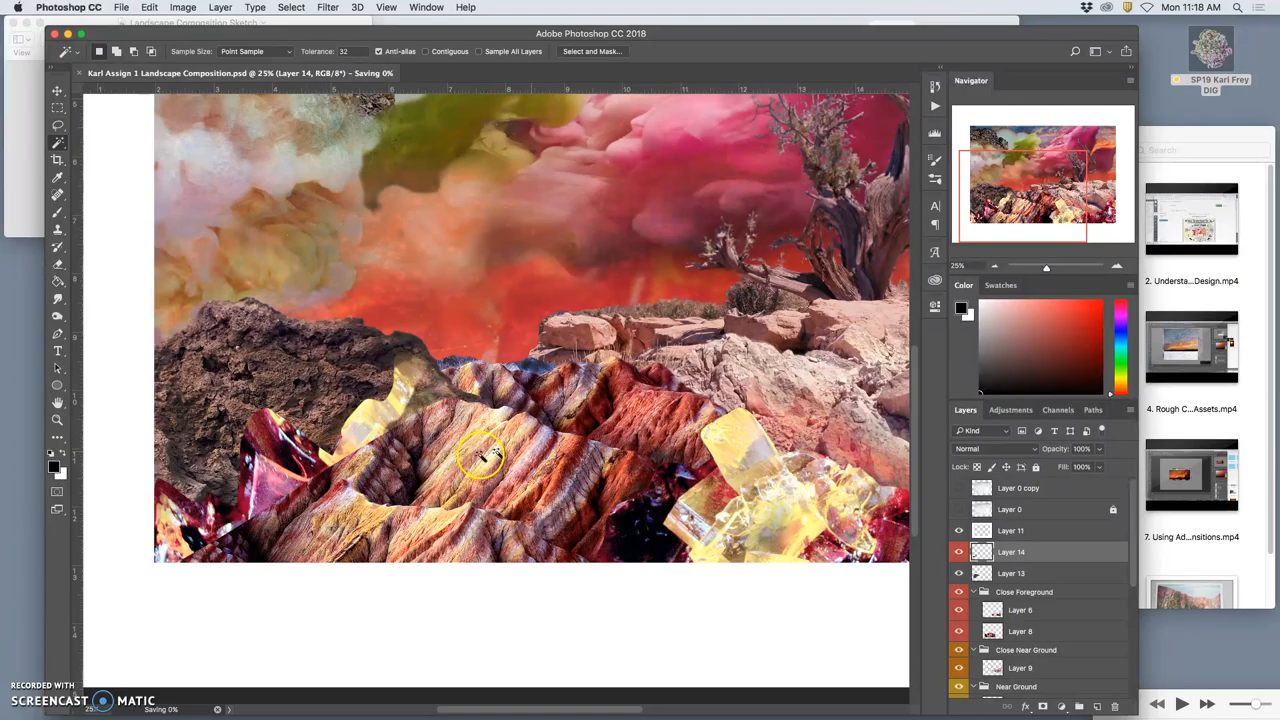 Photoshop CC File Edit Image Layer Type Select Filter 3D View Window Help
Mon 11:18 AM
Landscape Composition Sketch
View
Adobe Photoshop CC 2018
Sample Size: Point Sample Tolerance: 32 Anti-alias Contiguous Sample All Layers Select and Mask...
Karl Assign 1 Landscape Composition.psd @ 25% (Layer 14, RGB/8*) - Saving 0%
SP19 Karl Frey
DIG
Navigator
25%
Search
2. Understa...Design.mp4
Color Swatches
4. Rough C...Assets.mp4
Layers Adjustments Channels Paths
Kind
Normal Opacity: 100%
Lock: Fill: 100%
Layer 0 copy
Layer 0
Layer 11
Layer 14
Layer 13
7. Using Ad...nsitions.mp4
Close Foreground
Layer 6
Layer 8
Close Near Ground
Layer 9
Near Ground
RECORDED WITH
SCREENCAST MATIC
Saving 0%